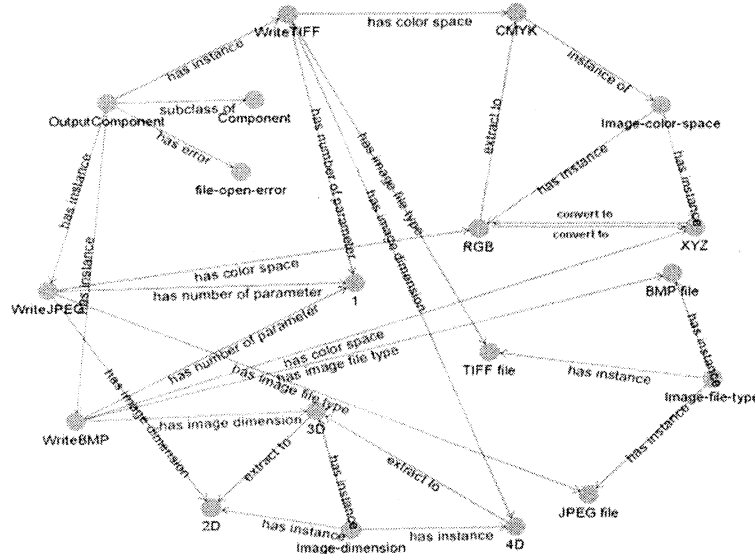 WriteTIFF
has color space
CMYK
has instance
instance of
OutputComponent
subclass of
Component
Image-color-space
has error
file-open-error
extract to
has instance
has instance
has number of parameter
has image file type
has image dimension
has instance
has instance
RGB
convert to
convert to
XYZ
has color space
WriteJPEG
has number of parameter
1
BMP file
has number of parameter
has color space
has image file type
TIFF file
has instance
has instance
Image-file-type
has image file type
has image dimension
WriteBMP
has image dimension
3D
extract to
extract to
has instance
has instance
JPEG file
2D
has instance
Image-dimension
has instance
4D